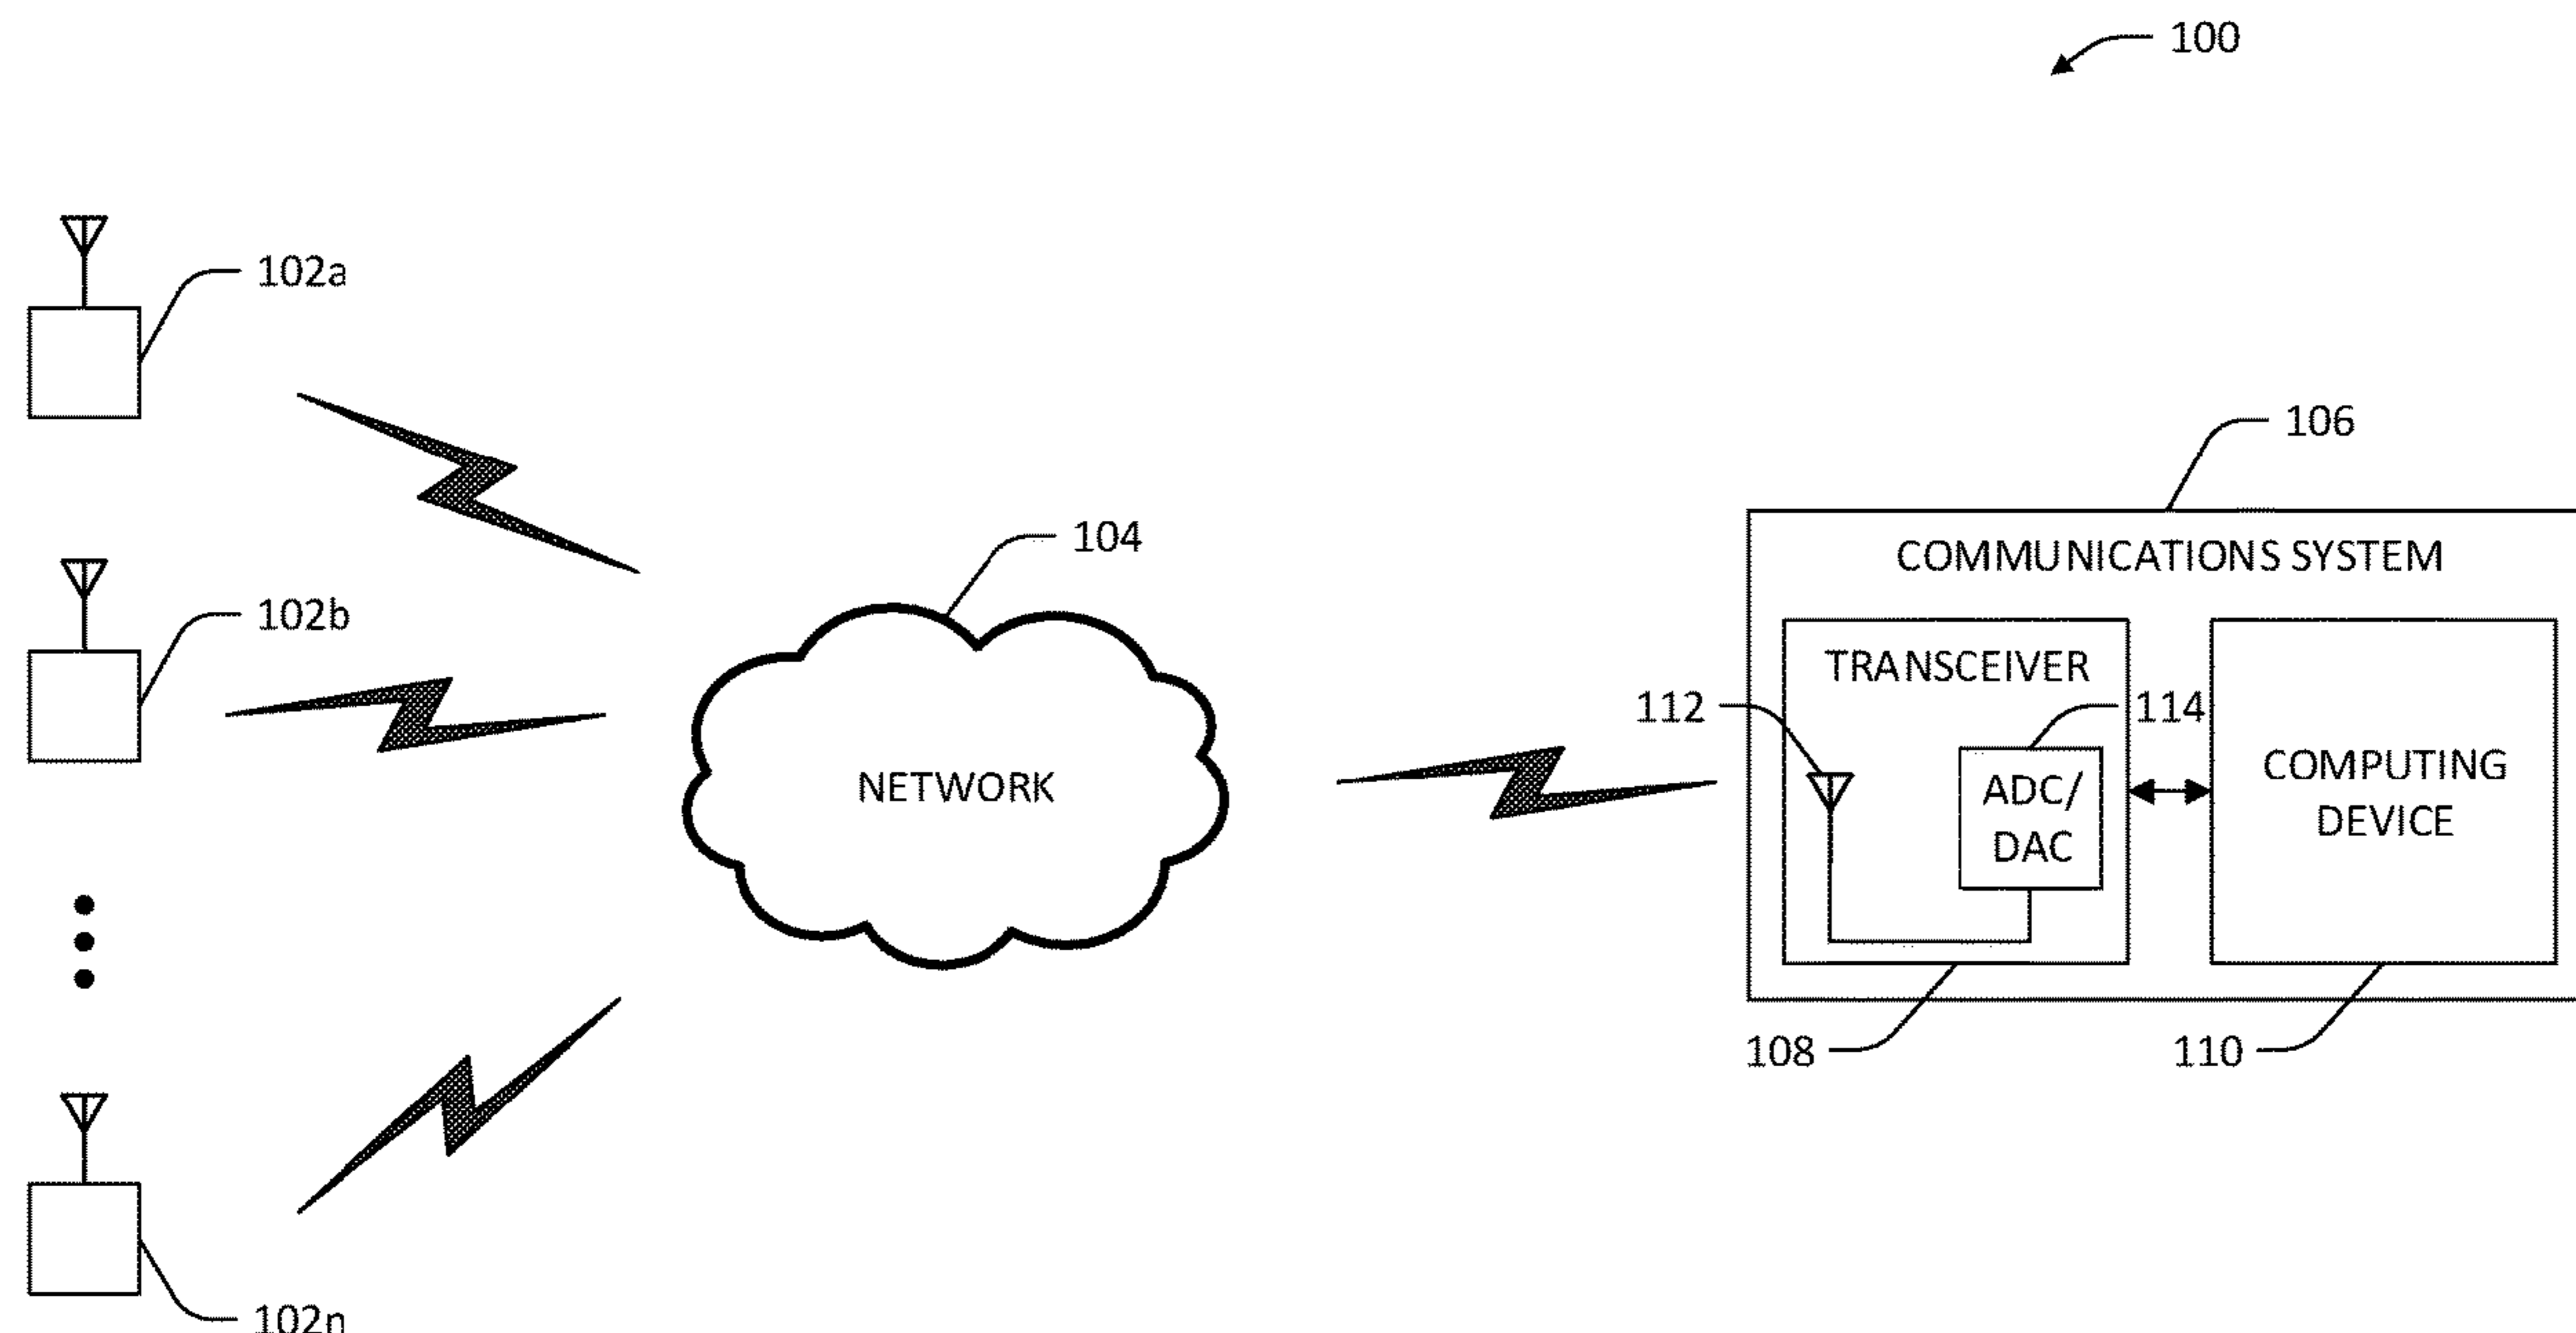 100
102a
106
104
COMMUNICATIONS SYSTEM
102b
TRANSCEIVER
112
114
NETWORK
ADC/
DAC
COMPUTING
DEVICE
108
110
102n